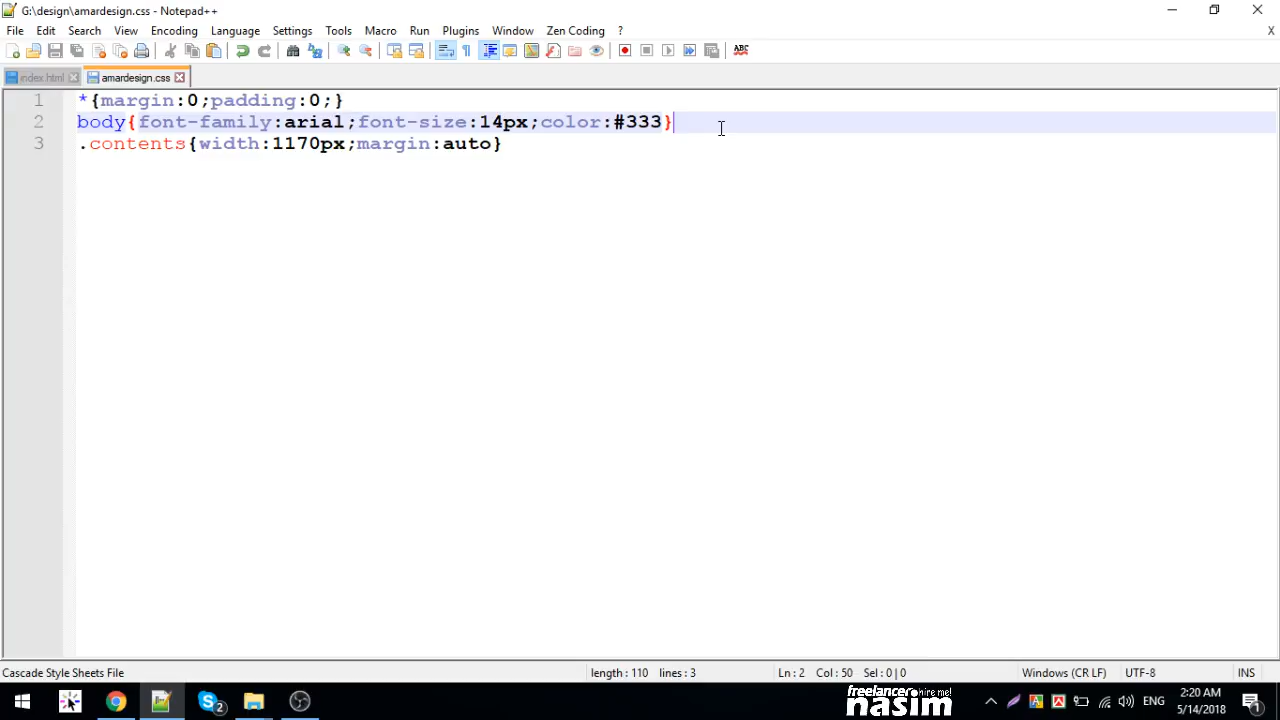 G:\design\amardesign.css - Notepad++
File Edit Search View Encoding Language Settings Tools Macro Run Plugins Window Zen Coding ? X
index.html amardesign.css
1 *{margin:0;padding:0;}
2 body{font-family:arial;font-size:14px;color:#333}
3 .contents{width:1170px;margin:auto}
Cascade Style Sheets File length : 110 lines : 3 Ln : 2 Col : 50 Sel : 0 | 0 Windows (CR LF) UTF-8 INS
freelancer hire me!
nasim
ENG
2:20 AM
5/14/2018